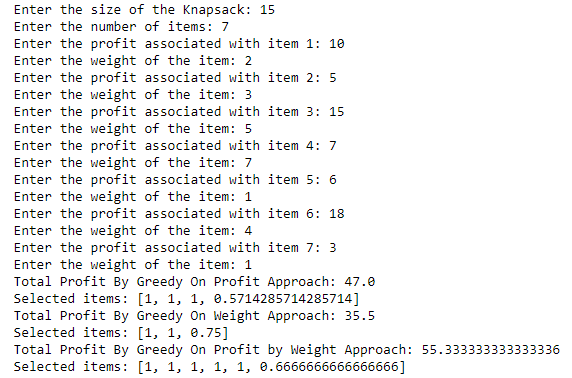 Enter the size of the Knapsack: 15
Enter the number of items: 7
Enter the profit associated with item 1: 10
Enter the weight of the item: 2
Enter the profit associated with item 2: 5
Enter the weight of the item: 3
Enter the profit associated with item 3: 15
Enter the weight of the item: 5
Enter the profit associated with item 4: 7
Enter the weight of the item: 7
Enter the profit associated with item 5: 6
Enter the weight of the item: 1
Enter the profit associated with item 6: 18
Enter the weight of the item: 4
Enter the profit associated with item 7: 3
Enter the weight of the item: 1
Total Profit By Greedy On Profit Approach: 47.0
Selected items: [1, 1, 1, 0.5714285714285714]
Total Profit By Greedy On Weight Approach: 35.5
Selected items: [1, 1, 0.75]
Total Profit By Greedy On Profit by Weight Approach: 55.333333333333336
Selected items: [1, 1, 1, 1, 1, 0.6666666666666666]